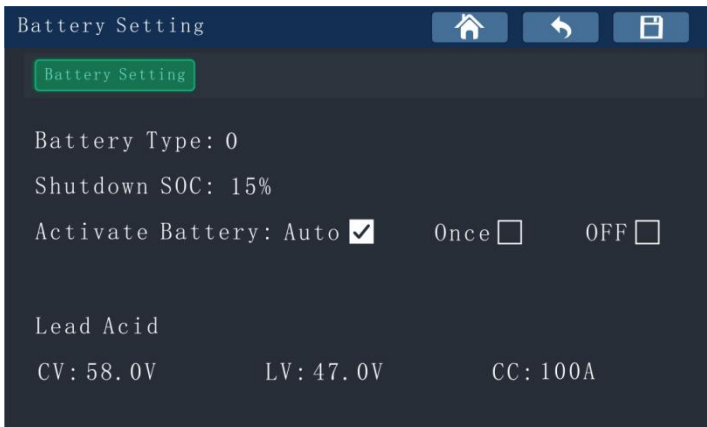 Battery Setting
Battery Setting
Battery Type: 0
Shutdown SOC: 15%
Activate Battery: Auto Once OFF
Lead Acid
CV:58.0V LV:47.0V CC:100A